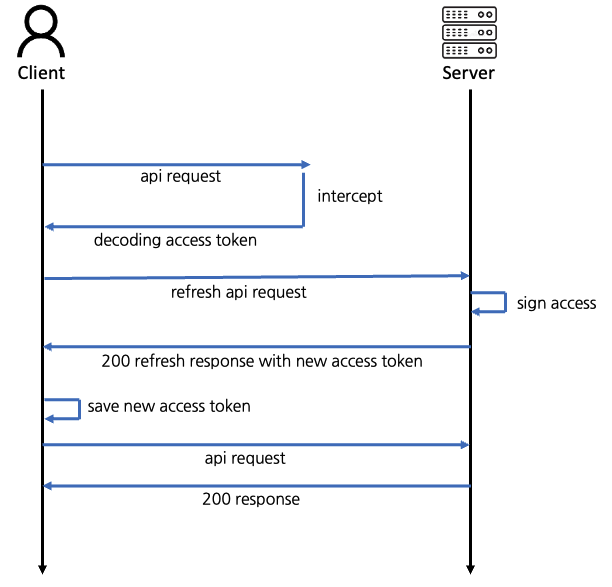 Client
Server
api request
intercept
decoding access token
refresh api request
sign access
200 refresh response with new access token
save new access token
api request
200 response